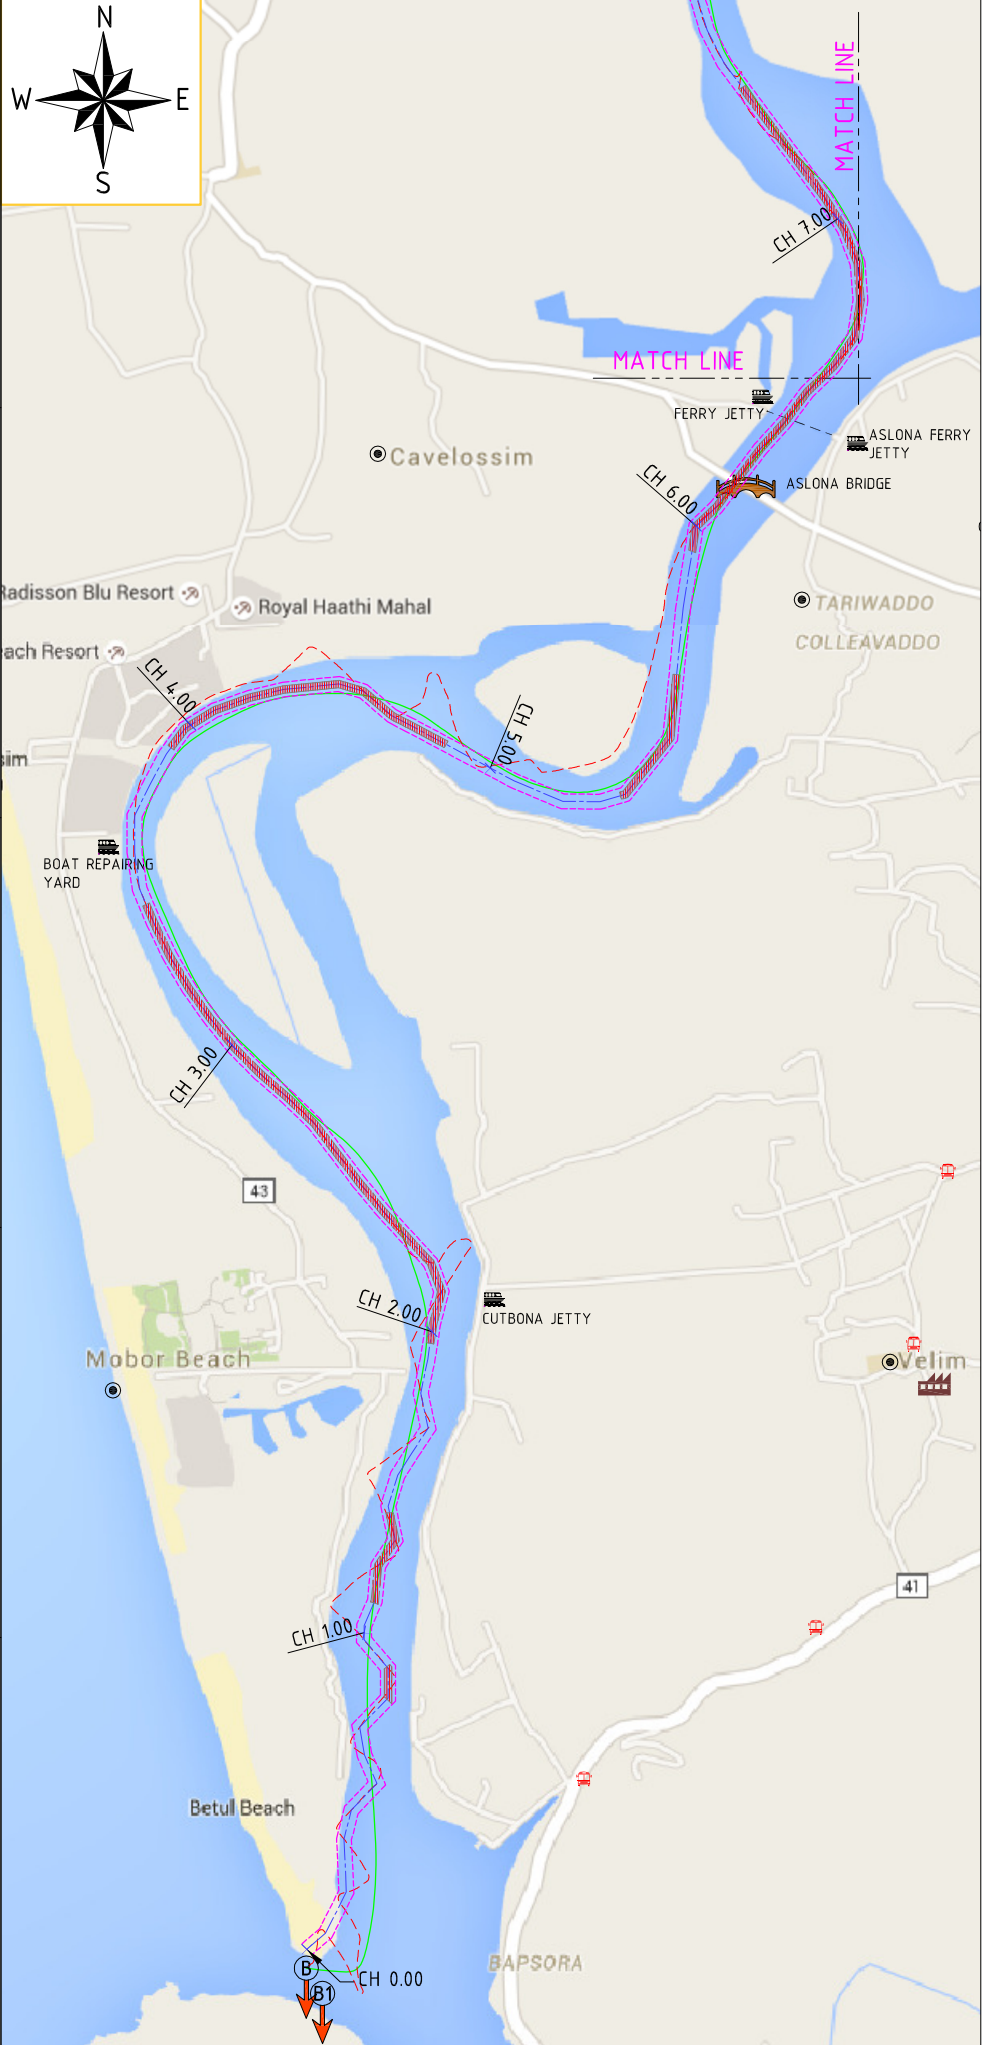 N
W
E
S
MATCH LINE
CH 7.00
MATCH LINE
FERRY JETTY
ASLONA FERRY
JETTY
Cavelossim
CH 6.00
ASLONA BRIDGE
Radisson Blu Resort
Royal Haathi Mahal
TARIWADDO
COLLEAVADDO
each Resort
CH 4.00
CH 5.00
sim
BOAT REPAIRING
YARD
CH 3.00
43
CH 2.00
CUTBONA JETTY
Mobor Beach
Velim
41
CH 1.00
Betul Beach
BAPSORA
B
CH 0.00
B1